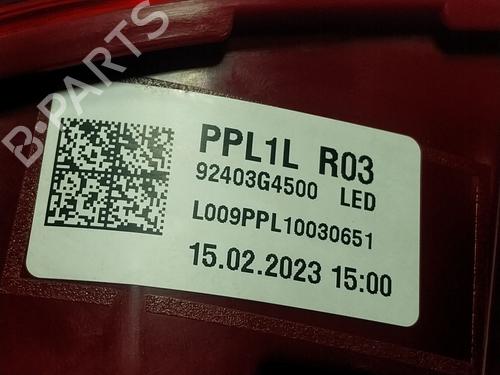 B-PARTS
PPL1L R03
92403G4500 LED
L009PPL10030651
15.02.2023 15:00